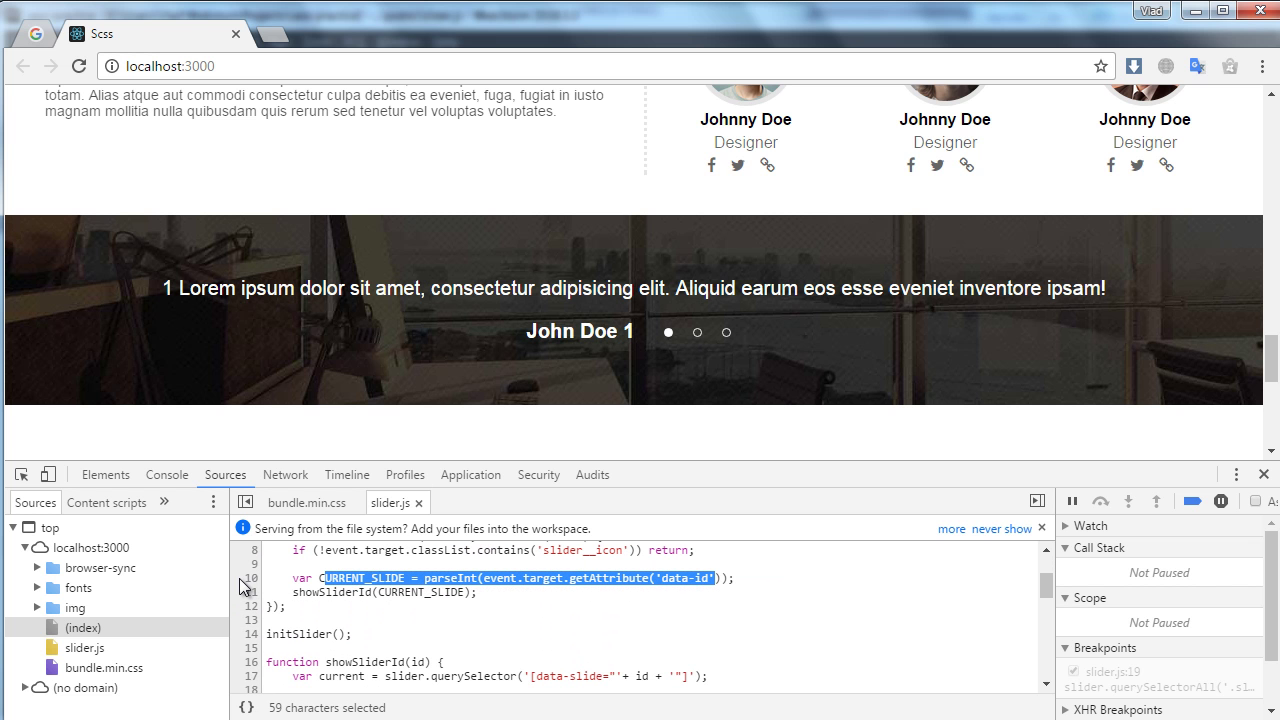 Vlad
Scss
localhost:3000
totam. Alias atque aut commodi consectetur culpa debitis ea eveniet, fuga, fugiat in iusto
magnam mollitia nulla quibusdam quis rerum sed tenetur vel voluptas voluptates.
Johnny Doe Johnny Doe Johnny Doe
Designer Designer Designer
1 Lorem ipsum dolor sit amet, consectetur adipisicing elit. Aliquid earum eos esse eveniet inventore ipsam!
John Doe 1
Elements Console Sources Network Timeline Profiles Application Security Audits
Sources Content scripts » bundle.min.css slider.js ×
Serving from the file system? Add your files into the workspace. more never show ×
top
localhost:3000
browser-sync
fonts
img
(index)
slider.js
bundle.min.css
(no domain)
8 if (!event.target.classList.contains('slider__icon')) return;
9
10 var CURRENT_SLIDE = parseInt(event.target.getAttribute('data-id'));
11 showSliderId(CURRENT_SLIDE);
12 });
13
14 initSlider();
15
16 function showSliderId(id) {
17 var current = slider.querySelector('[data-slide="'+ id + '"]');
18
{} 59 characters selected
As
Watch
Call Stack
Not Paused
Scope
Not Paused
Breakpoints
slider.js:19
slider.querySelectorAll('.sl…
XHR Breakpoints